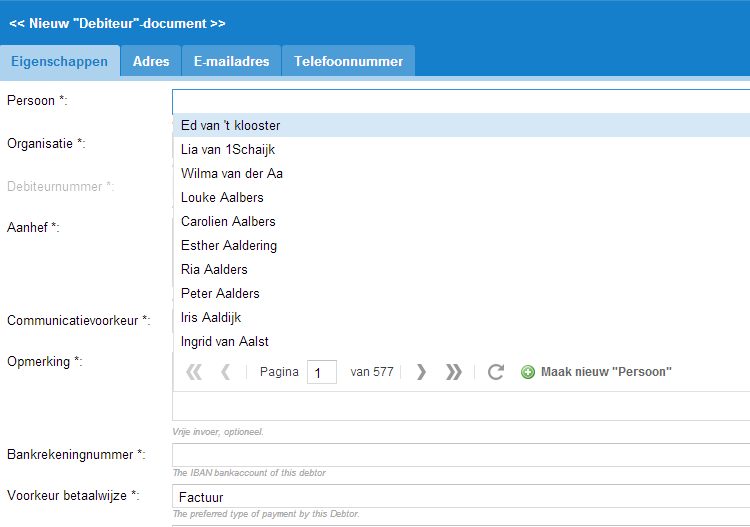 << Nieuw "Debiteur"-document >>
Eigenschappen Adres E-mailadres Telefoonnummer
Persoon *:
Ed van 't klooster
Lia van 1Schaijk
Organisatie *:
Wilma van der Aa
Debiteurnummer *:
Louke Aalbers
Carolien Aalbers
Aanhef *:
Esther Aaldering
Ria Aalders
Peter Aalders
Iris Aaldijk
Communicatievoorkeur *:
Ingrid van Aalst
Opmerking *:
Pagina 1 van 577 Maak nieuw "Persoon"
Vrije invoer, optioneel.
Bankrekeningnummer *:
The IBAN bankaccount of this debtor
Voorkeur betaalwijze *: Factuur
The preferred type of payment by this Debtor.